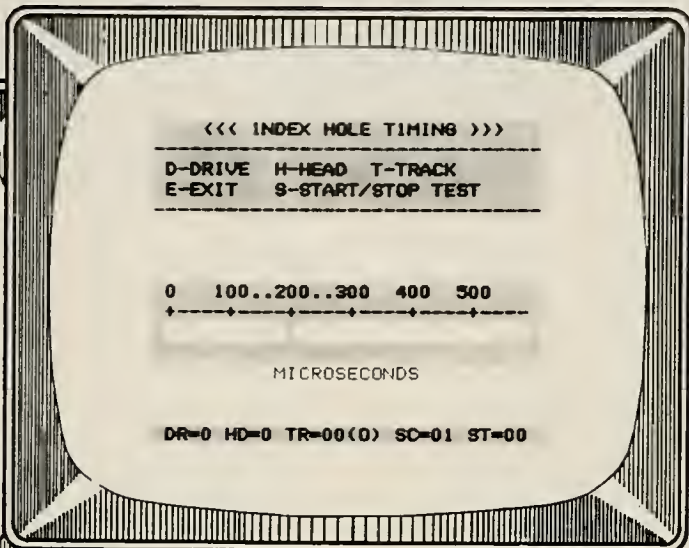 <<< INDEX HOLE TIMING >>>
D-DRIVE H-HEAD T-TRACK
E-EXIT S-START/STOP TEST
0 100..200..300 400 500
MICROSECONDS
DR=0 HD=0 TR=00(0) SC=01 ST=00